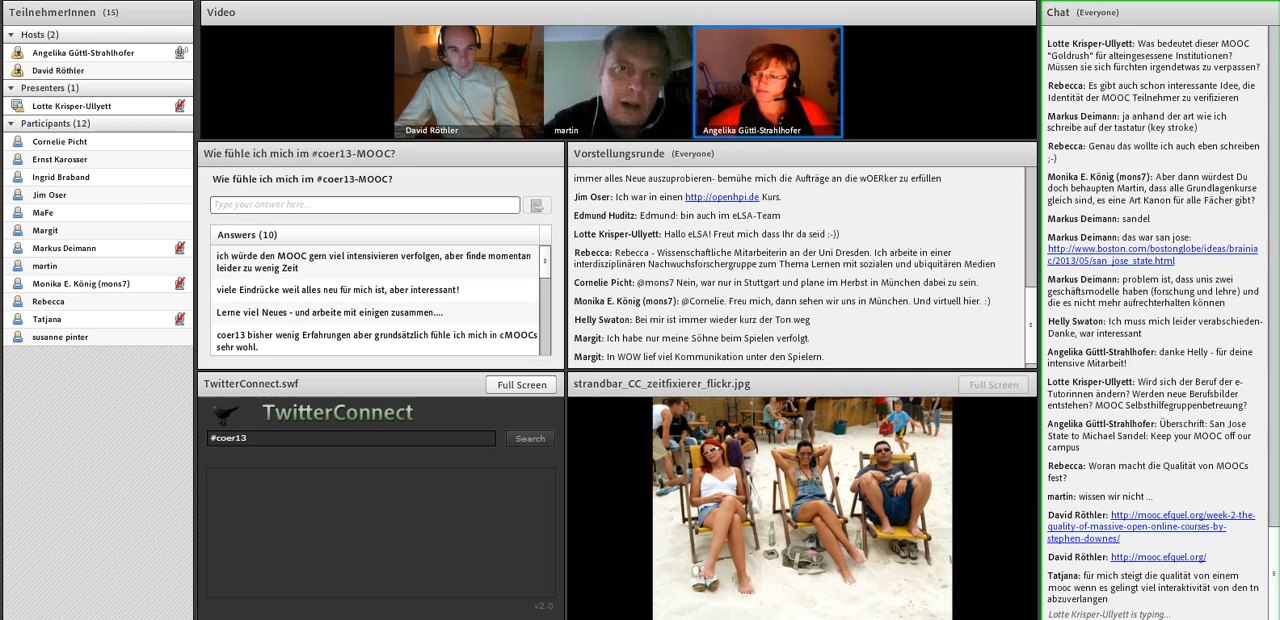 TeilnehmerInnen (15)
Hosts (2)
Angelika Güttl-Strahlhofer
David Röthler
Presenters (1)
Lotte Krisper-Ullyett
Participants (12)
Cornelie Picht
Ernst Karosser
Ingrid Braband
Jim Oser
MaFe
Margit
Markus Deimann
martin
Monika E. König (mons7)
Rebecca
Tatjana
susanne pinter
Video
David Röthler
martin
Angelika Güttl-Strahlhofer
Wie fühle ich mich im #coer13-MOOC?
Wie fühle ich mich im #coer13-MOOC?
Type your answer here...
Answers (10)
ich würde den MOOC gern viel intensivieren verfolgen, aber finde momentan
leider zu wenig Zeit
viele Eindrücke weil alles neu für mich ist, aber interessant!
Lerne viel Neues - und arbeite mit einigen zusammen....
coer13 bisher wenig Erfahrungen aber grundsätzlich fühle ich mich in cMOOCs
sehr wohl.
Vorstellungsrunde (Everyone)
immer alles Neue auszuprobieren- bemühe mich die Aufträge an die wOERker zu erfüllen
Jim Oser: Ich war in einen http://openhpi.de Kurs.
Edmund Huditz: Edmund: bin auch im eLSA-Team
Lotte Krisper-Ullyett: Hallo eLSA! Freut mich dass Ihr da seid :-))
Rebecca: Rebecca - Wissenschaftliche Mitarbeiterin an der Uni Dresden. Ich arbeite in einer
interdisziplinären Nachwuchsforschergruppe zum Thema Lernen mit sozialen und ubiquitären Medien
Cornelie Picht: @mons7 Nein, war nur in Stuttgart und plane im Herbst in München dabei zu sein.
Monika E. König (mons7): @Cornelie. Freu mich, dann sehen wir uns in München. Und virtuell hier. :)
Helly Swaton: Bei mir ist immer wieder kurz der Ton weg
Margit: Ich habe nur meine Söhne beim Spielen verfolgt.
Margit: In WOW lief viel Kommunikation unter den Spielern.
TwitterConnect.swf
Full Screen
TwitterConnect
#coer13
Search
v2.0
strandbar_CC_zeitfixierer_flickr.jpg
Full Screen
Chat (Everyone)
Lotte Krisper-Ullyett: Was bedeutet dieser MOOC
"Goldrush" für alteingesessene Institutionen?
Müssen sie sich fürchten irgendetwas zu verpassen?
Rebecca: Es gibt auch schon interessante Idee, die
Identität der MOOC Teilnehmer zu verifizieren
Markus Deimann: ja anhand der art wie ich
schreibe auf der tastatur (key stroke)
Rebecca: Genau das wollte ich auch eben schreiben
;-)
Monika E. König (mons7): Aber dann würdest Du
doch behaupten Martin, dass alle Grundlagenkurse
gleich sind, es eine Art Kanon für alle Fächer gibt?
Markus Deimann: sandel
Markus Deimann: das war san jose:
http://www.boston.com/bostonglobe/ideas/brainia
c/2013/05/san_jose_state.html
Markus Deimann: problem ist, dass unis zwei
geschäftsmodelle haben (forschung und lehre) und
die es nicht mehr aufrechterhalten können
Helly Swaton: Ich muss mich leider verabschieden-
Danke, war interessant
Angelika Güttl-Strahlhofer: danke Helly - für deine
intensive Mitarbeit!
Lotte Krisper-Ullyett: Wird sich der Beruf der e-
Tutorinnen ändern? Werden neue Berufsbilder
entstehen? MOOC Selbsthilfegruppenbetreuung?
Angelika Güttl-Strahlhofer: Überschrift: San Jose
State to Michael Sandel: Keep your MOOC off our
campus
Rebecca: Woran macht die Qualität von MOOCs
fest?
martin: wissen wir nicht ...
David Röthler: http://mooc.efquel.org/week-2-the-
quality-of-massive-open-online-courses-by-
stephen-downes/
David Röthler: http://mooc.efquel.org/
Tatjana: für mich steigt die qualität von einem
mooc wenn es gelingt viel interaktivität von den tn
abzuverlangen
Lotte Krisper-Ullyett is typing...